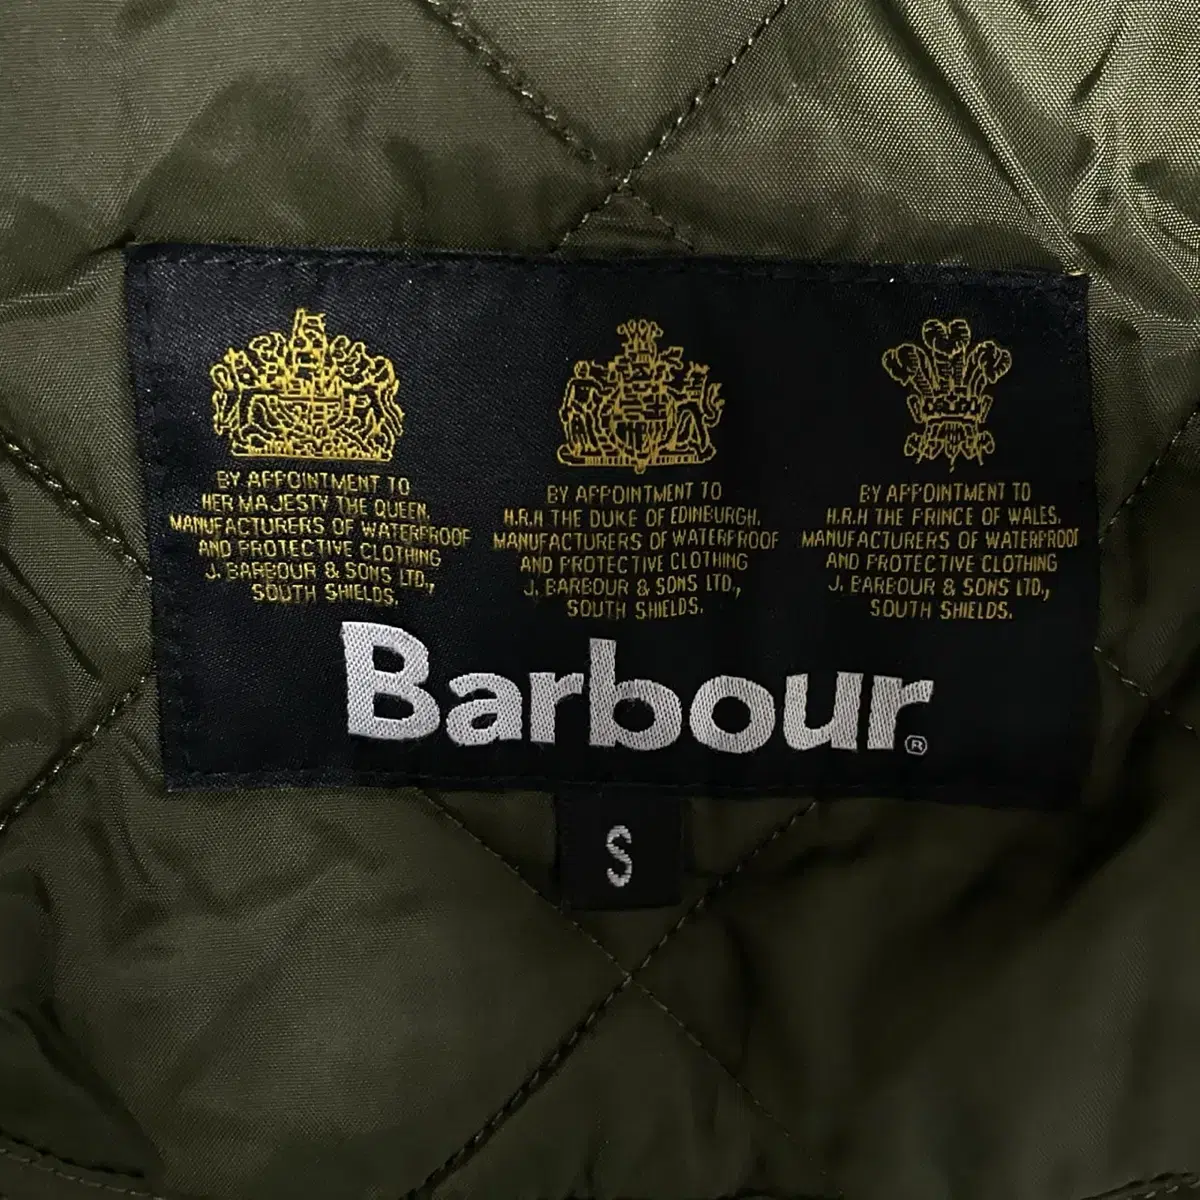 BY APPOINTMENT TO
HER MAJESTY THE QUEEN,
MANUFACTURERS OF WATERPROOF
AND PROTECTIVE CLOTHING
J. BARBOUR & SONS LTD.,
SOUTH SHIELDS.
BY APPOINTMENT TO
H.R.H THE DUKE OF EDINBURGH,
MANUFACTURERS OF WATERPROOF
AND PROTECTIVE CLOTHING
J. BARBOUR & SONS LTD.,
SOUTH SHIELDS.
BY APPOINTMENT TO
H.R.H THE PRINCE OF WALES,
MANUFACTURERS OF WATERPROOF
AND PROTECTIVE CLOTHING
J. BARBOUR & SONS LTD.,
SOUTH SHIELDS.
Barbour®
S